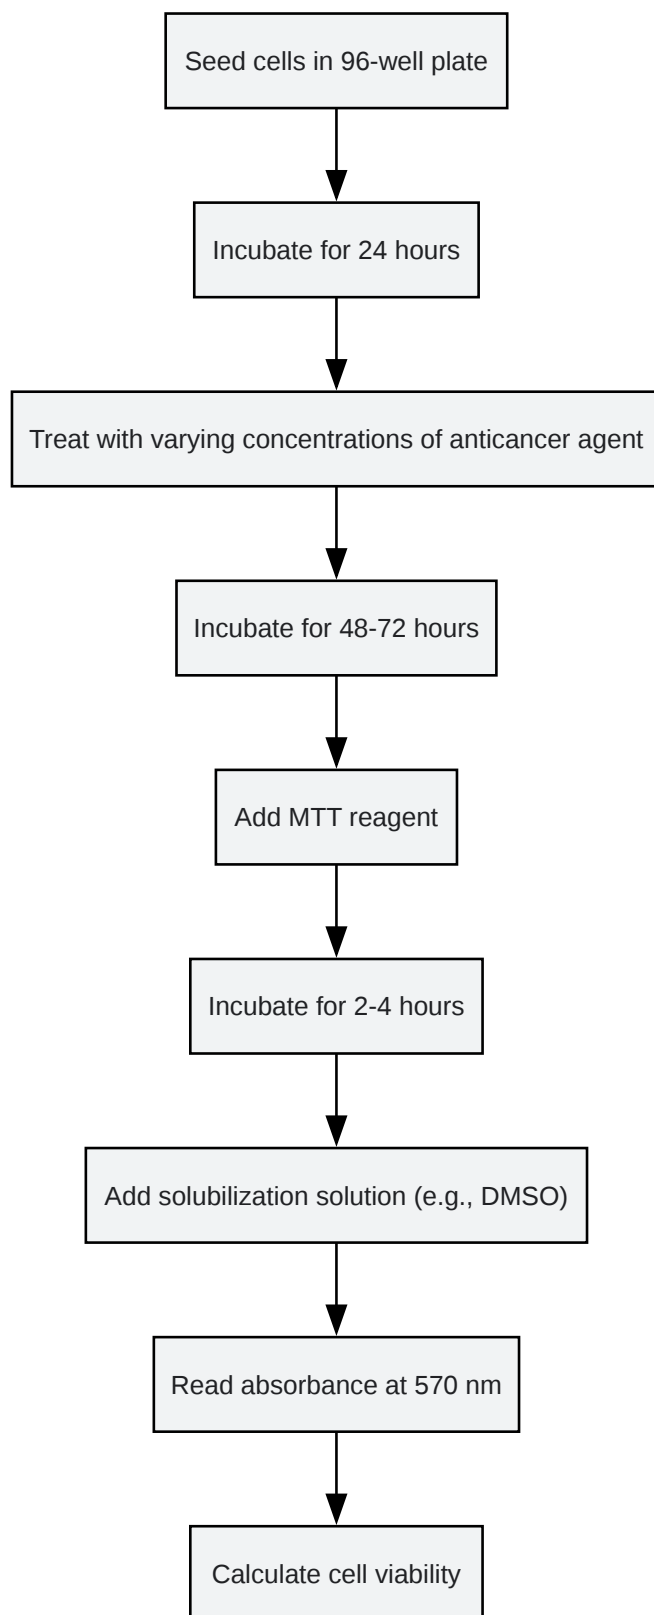 Seed cells in 96-well plate
Incubate for 24 hours
Treat with varying concentrations of anticancer agent
Incubate for 48-72 hours
Add MTT reagent
Incubate for 2-4 hours
Add solubilization solution (e.g., DMSO)
Read absorbance at 570 nm
Calculate cell viability